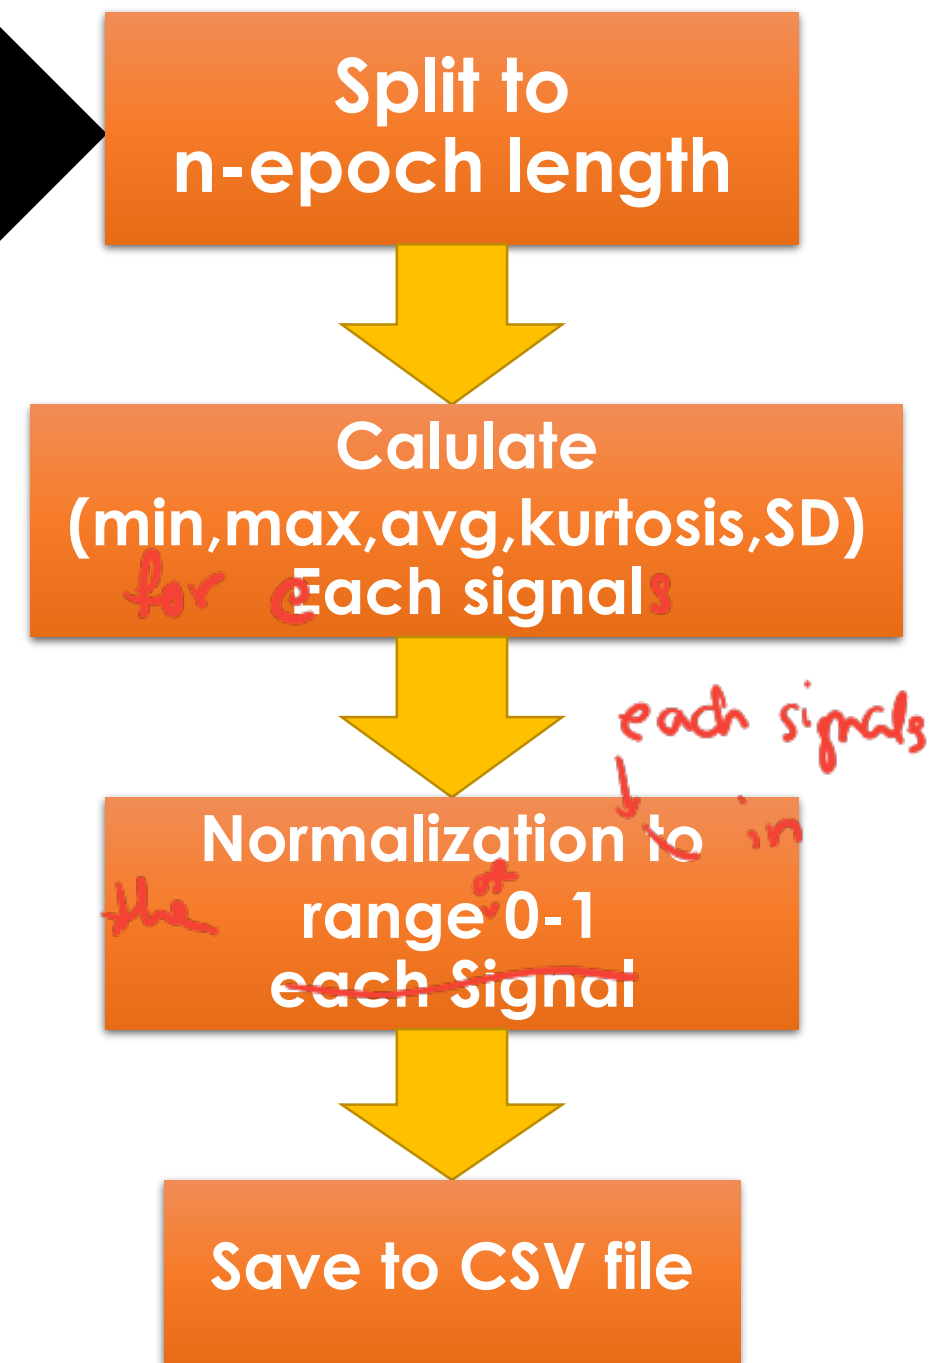 Split to
n-epoch length
Calulate
(min,max,avg,kurtosis,SD)
for e Each signal s
each signals
Normalization to in
the range of 0-1
each Signal
Save to CSV file